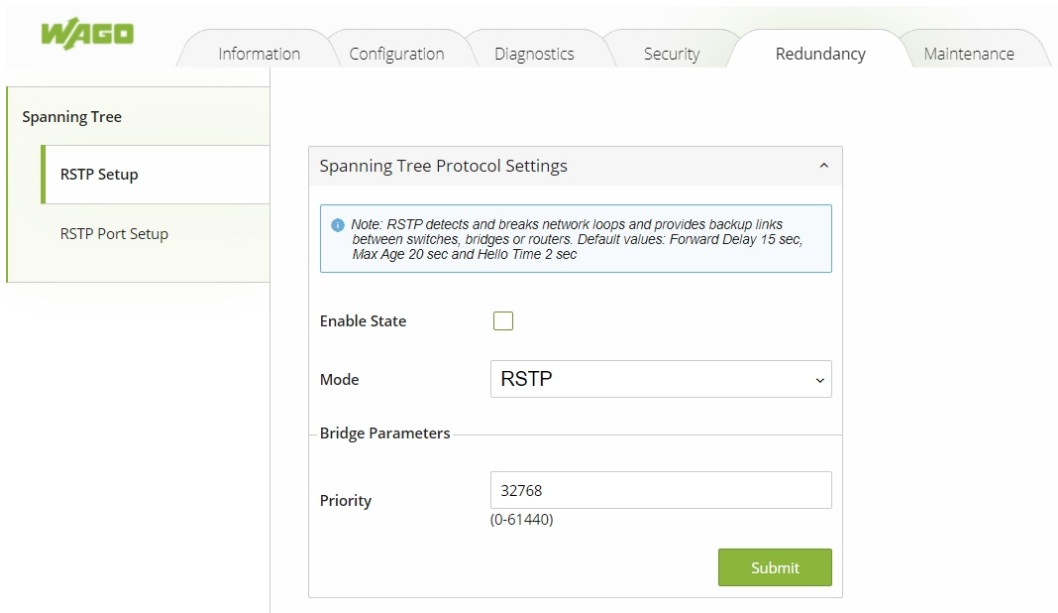 WAGO
Information
Configuration
Diagnostics
Security
Redundancy
Maintenance
Spanning Tree
RSTP Setup
RSTP Port Setup
Spanning Tree Protocol Settings
Note: RSTP detects and breaks network loops and provides backup links
between switches, bridges or routers. Default values: Forward Delay 15 sec,
Max Age 20 sec and Hello Time 2 sec
Enable State
Mode
RSTP
Bridge Parameters
Priority
32768
(0-61440)
Submit